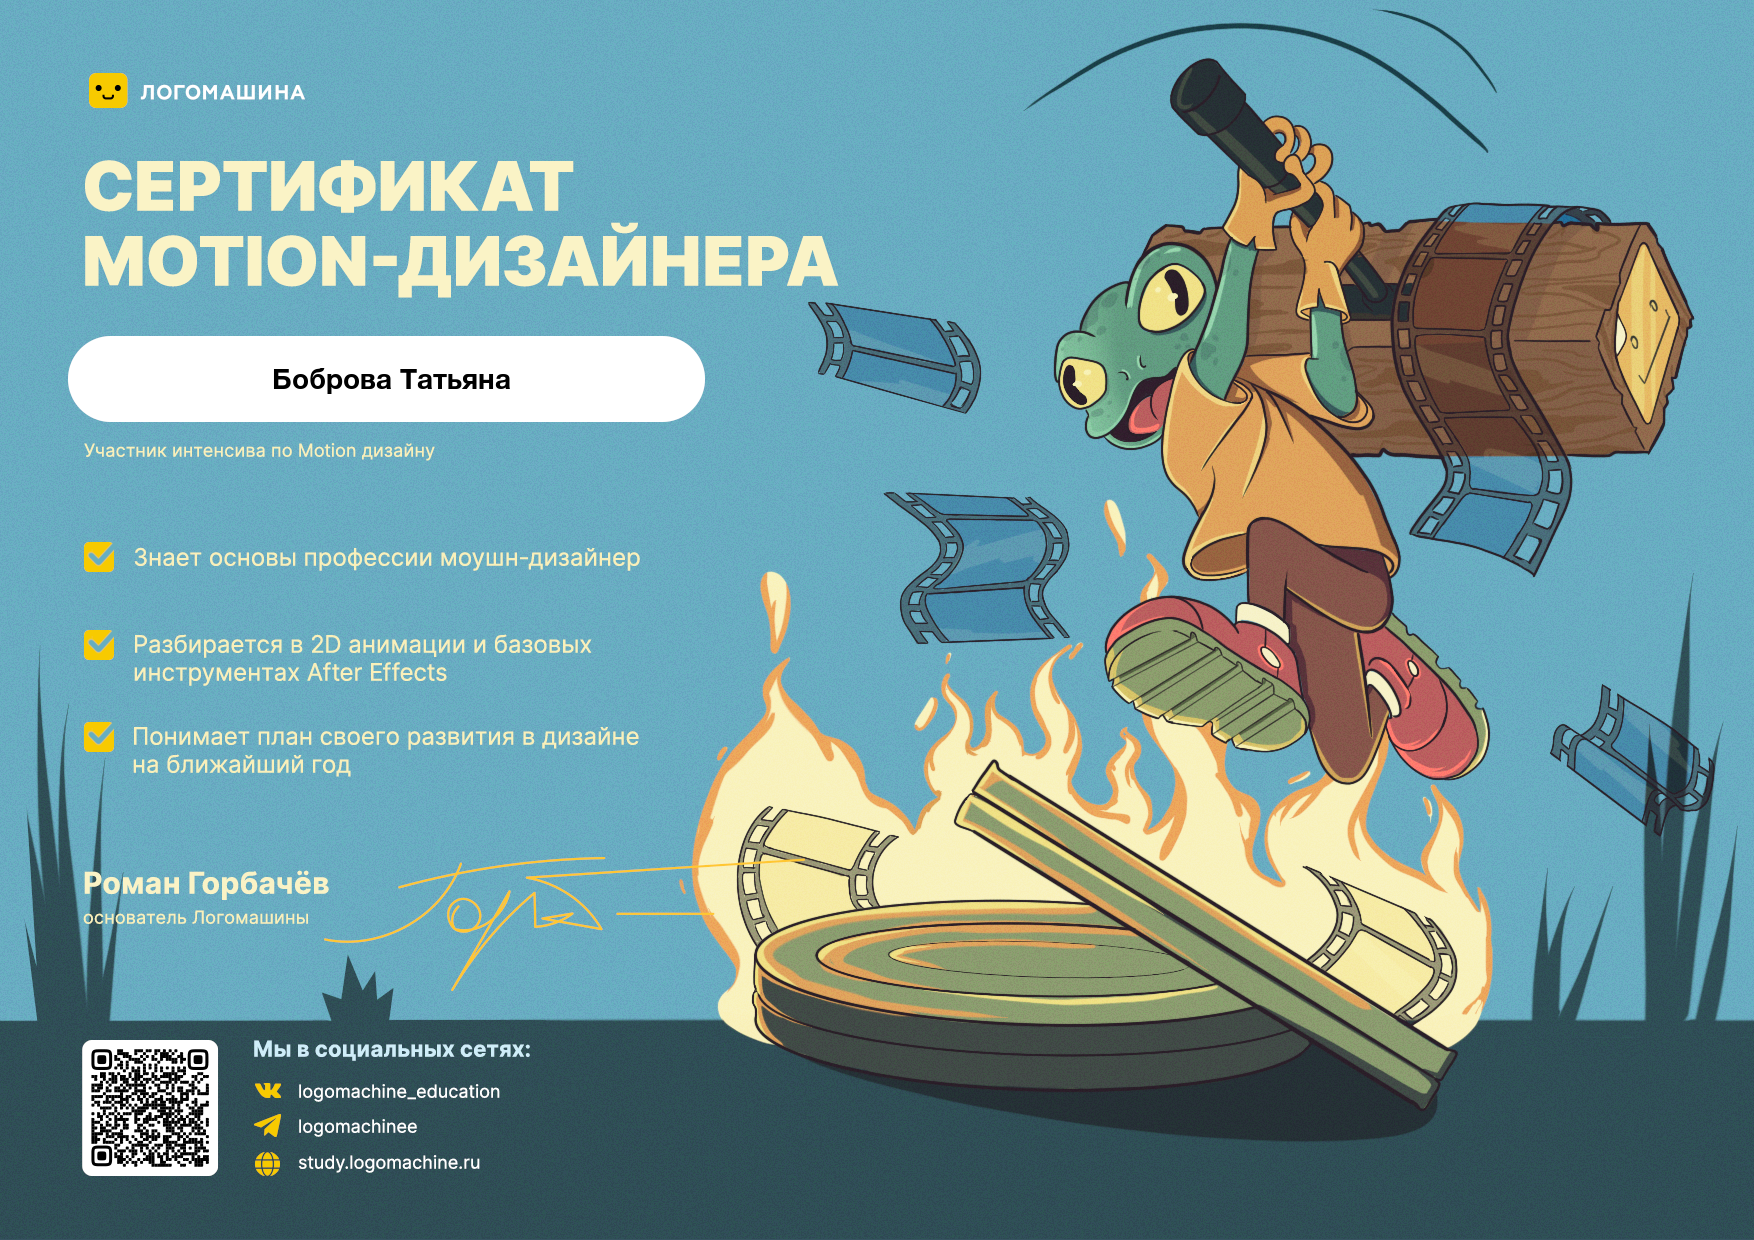 ЛОГОМАШИНА
СЕРТИФИКАТ
MOTION-ДИЗАЙНЕРА
Боброва Татьяна
Участник интенсива по Motion дизайну
Знает основы профессии моушн-дизайнер
Разбирается в 2D анимации и базовых
инструментах After Effects
Понимает план своего развития в дизайне
на ближайший год
Роман Горбачёв
основатель Логомашины
Мы в социальных сетях:
logomachine_education
logomachinee
study.logomachine.ru